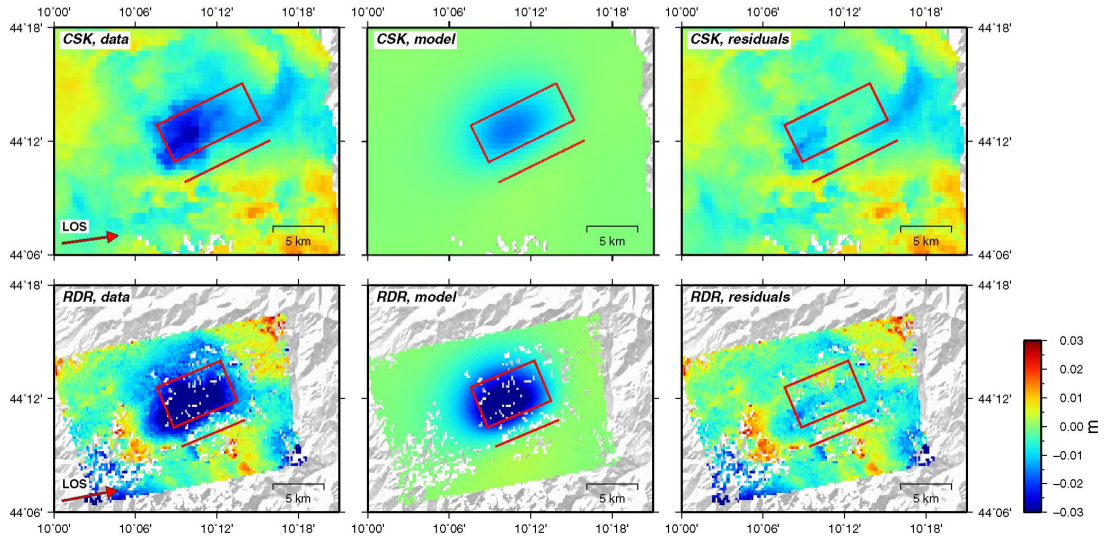 10°00' 10°06' 10°12' 10°18' 10°00' 10°06' 10°12' 10°18' 10°00' 10°06' 10°12' 10°18'
44°18' CSK, data CSK, model CSK, residuals 44°18'
44°12' 44°12'
LOS 5 km 5 km 5 km
44°06' 44°06'
44°18' RDR, data RDR, model RDR, residuals 44°18'
44°12' 44°12'
LOS 5 km 5 km 5 km
44°06' 44°06'
10°00' 10°06' 10°12' 10°18' 10°00' 10°06' 10°12' 10°18' 10°00' 10°06' 10°12' 10°18'
0.03
0.02
0.01
0.00
−0.01
−0.02
−0.03
m